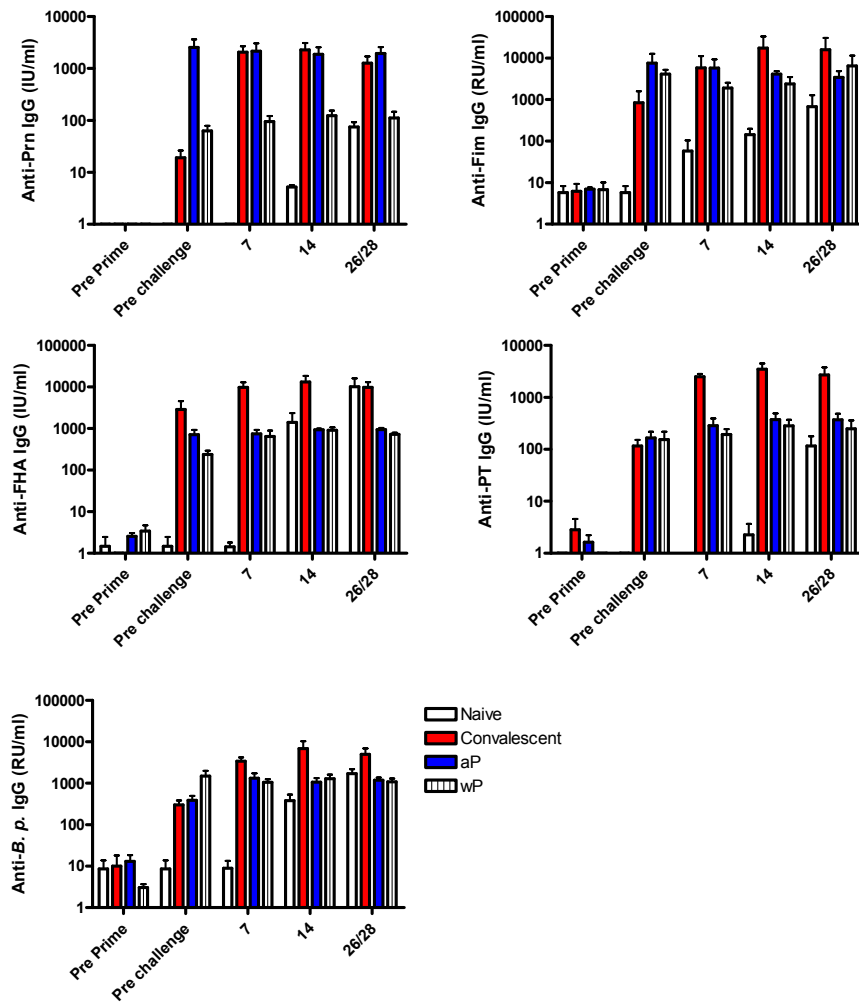 Anti-Prn IgG (IU/ml)
10000
1000
100
10
1
Pre Prime
Pre challenge
7
14
26/28
Anti-Fim IgG (RU/ml)
100000
10000
1000
100
10
1
Pre Prime
Pre challenge
7
14
26/28
Anti-FHA IgG (IU/ml)
100000
10000
1000
100
10
1
Pre Prime
Pre challenge
7
14
26/28
Anti-PT IgG (IU/ml)
10000
1000
100
10
1
Pre Prime
Pre challenge
7
14
26/28
Anti-B. p. IgG (RU/ml)
100000
10000
1000
100
10
1
Pre Prime
Pre challenge
7
14
26/28
Naive
Convalescent
aP
wP